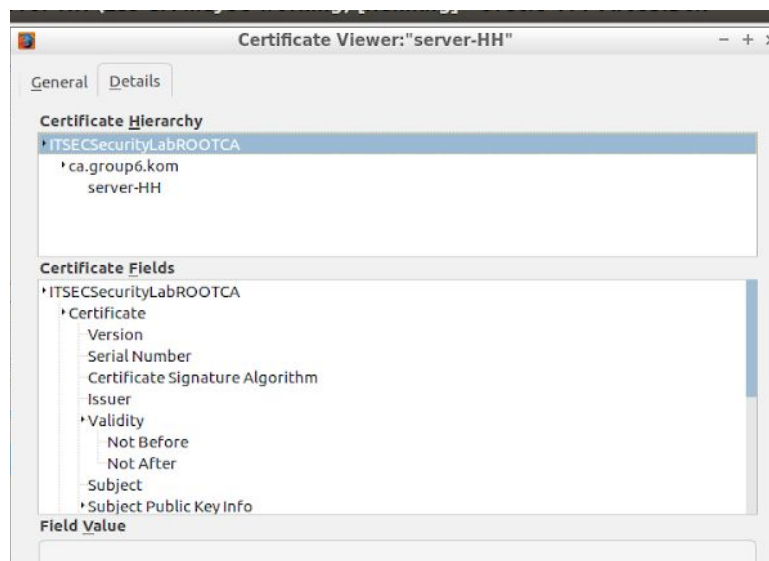 Certificate Viewer:"server-HH"
General Details
Certificate Hierarchy
ITSECSecurityLabROOTCA
ca.group6.kom
server-HH
Certificate Fields
ITSECSecurityLabROOTCA
Certificate
Version
Serial Number
Certificate Signature Algorithm
Issuer
Validity
Not Before
Not After
Subject
Subject Public Key Info
Field Value